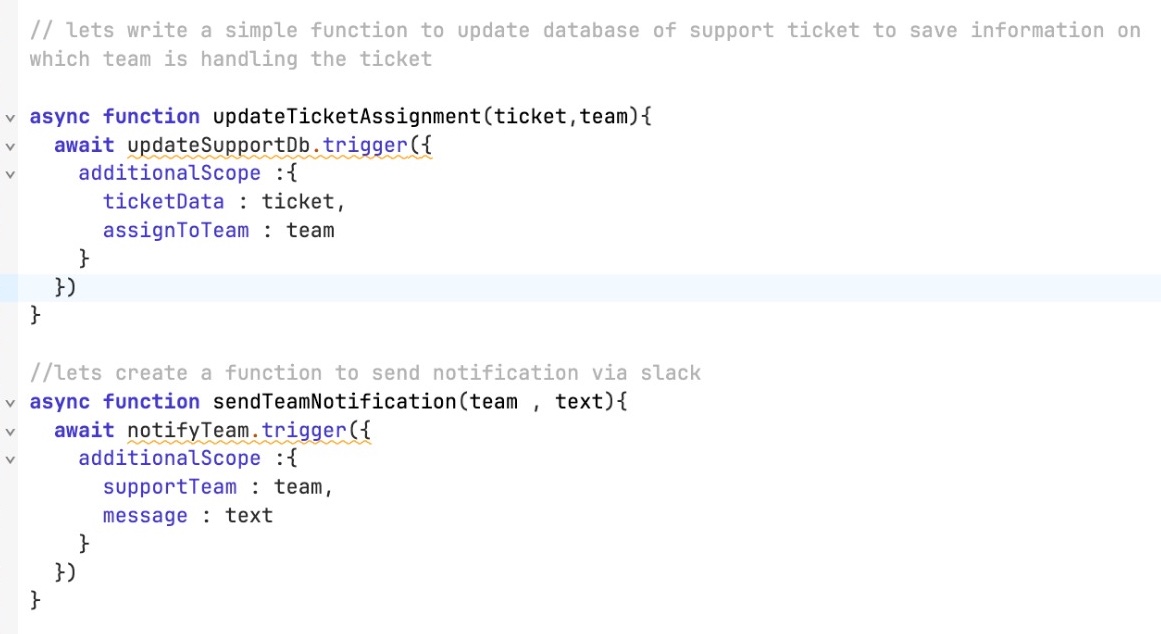 // lets write a simple function to update database of support ticket to save information on
which team is handling the ticket
async function updateTicketAssignment(ticket,team){
await updateSupportDb.trigger({
additionalScope :{
ticketData : ticket,
assignToTeam : team
}
})
}
//lets create a function to send notification via slack
async function sendTeamNotification(team , text){
await notifyTeam.trigger({
additionalScope :{
supportTeam : team,
message : text
}
})
}